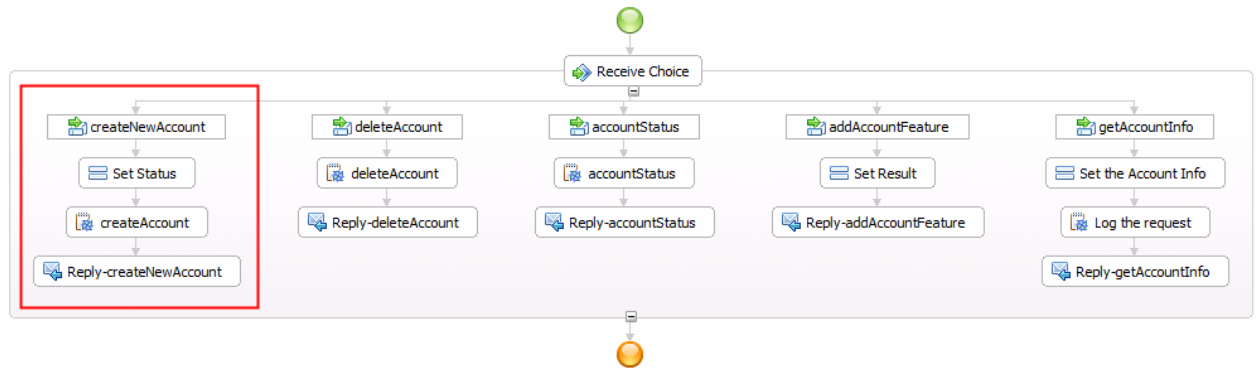 Receive Choice
createNewAccount
deleteAccount
accountStatus
addAccountFeature
getAccountInfo
Set Status
deleteAccount
accountStatus
Set Result
Set the Account Info
createAccount
Reply-deleteAccount
Reply-accountStatus
Reply-addAccountFeature
Log the request
Reply-createNewAccount
Reply-getAccountInfo